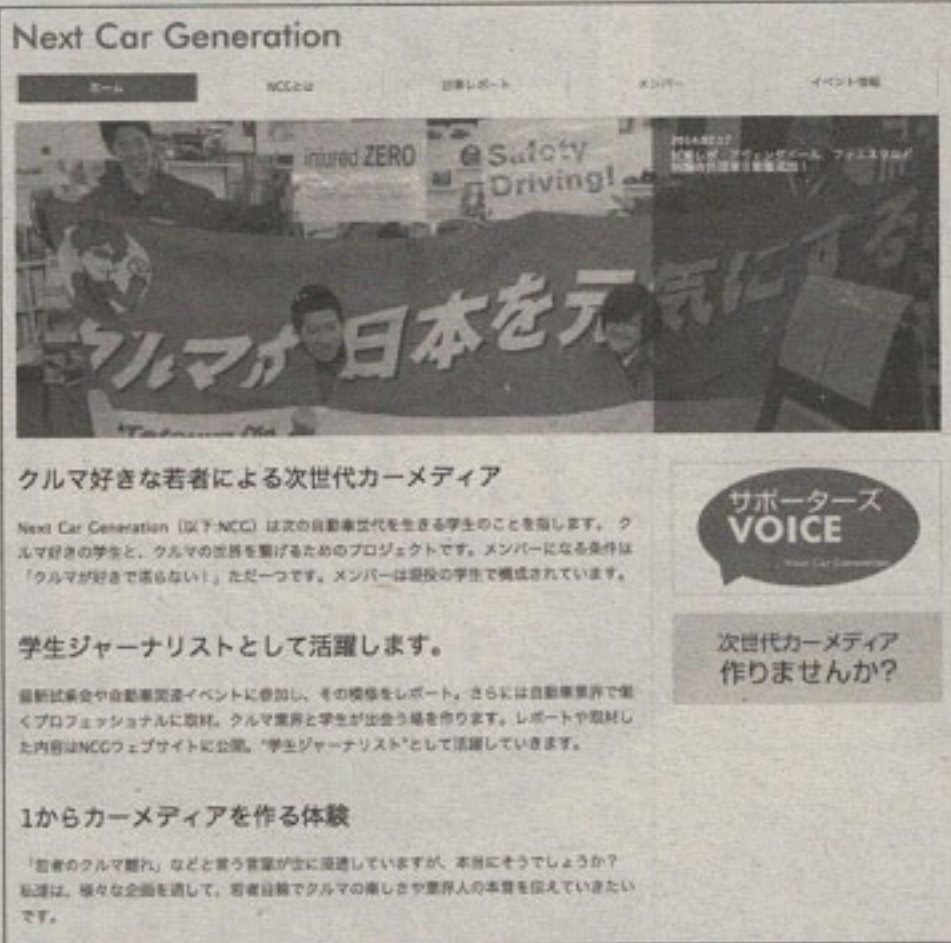 Next Car Generation
ホーム
NCGとは
記事レポート
メンバー
イベント情報
injured ZERO
e Safety
Driving!
クルマが日本を元気にする
クルマ好きな若者による次世代カーメディア
Next Car Generation（以下:NCG）は次の自動車世代を生きる学生のことを指します。 ク
ルマ好きの学生と、クルマの世界を繋げるためのプロジェクトです。メンバーになる条件は
「クルマが好きで堪らない！」ただ一つです。メンバーは現役の学生で構成されています。
学生ジャーナリストとして活躍します。
最新試乗会や自動車関連イベントに参加し、その模様をレポート。さらには自動車業界で働
くプロフェッショナルに取材。クルマ業界と学生が出会う場を作ります。レポートや取材し
た内容はNCGウェブサイトに公開。"学生ジャーナリスト"として活躍していきます。
1からカーメディアを作る体験
「若者のクルマ離れ」などと言う言葉が世に浸透していますが、本当にそうでしょうか？
私達は、様々な企画を通して、若者目線でクルマの楽しさや業界人の本音を伝えていきたい
です。
サポーターズ
VOICE
Next Car Generation
次世代カーメディア
作りませんか?